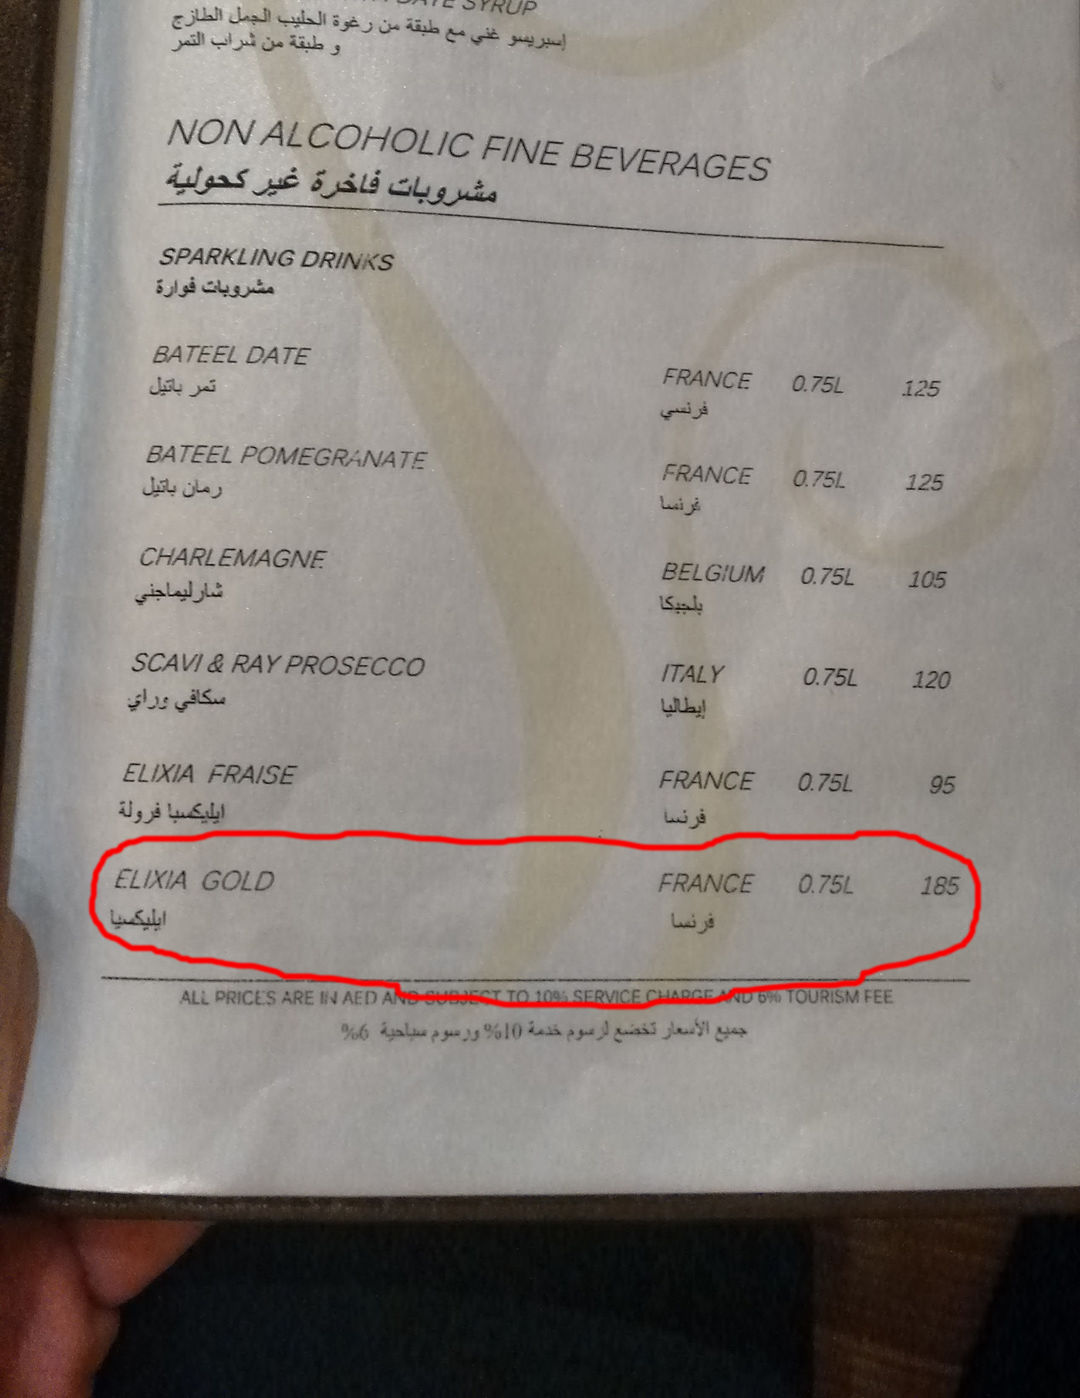 DATE SYRUP
إسبريسو غني مع طبقة من رغوة الحليب الجمل الطازج
و طبقة من شراب التمر
NON ALCOHOLIC FINE BEVERAGES
مشروبات فاخرة غير كحولية
SPARKLING DRINKS
مشروبات فوارة
BATEEL DATE FRANCE 0.75L 125
تمر باتيل فرنسي
BATEEL POMEGRANATE FRANCE 0.75L 125
رمان باتيل فرنسا
CHARLEMAGNE BELGIUM 0.75L 105
شارليماجني بلجيكا
SCAVI & RAY PROSECCO ITALY 0.75L 120
سكافي وراي إيطاليا
ELIXIA FRAISE FRANCE 0.75L 95
ايليكسيا فرولة فرنسا
ELIXIA GOLD FRANCE 0.75L 185
ايليكسيا فرنسا
ALL PRICES ARE IN AED AND SUBJECT TO 10% SERVICE CHARGE AND 6% TOURISM FEE
جميع الأسعار تخضع لرسوم خدمة 10% ورسوم سياحية 6%